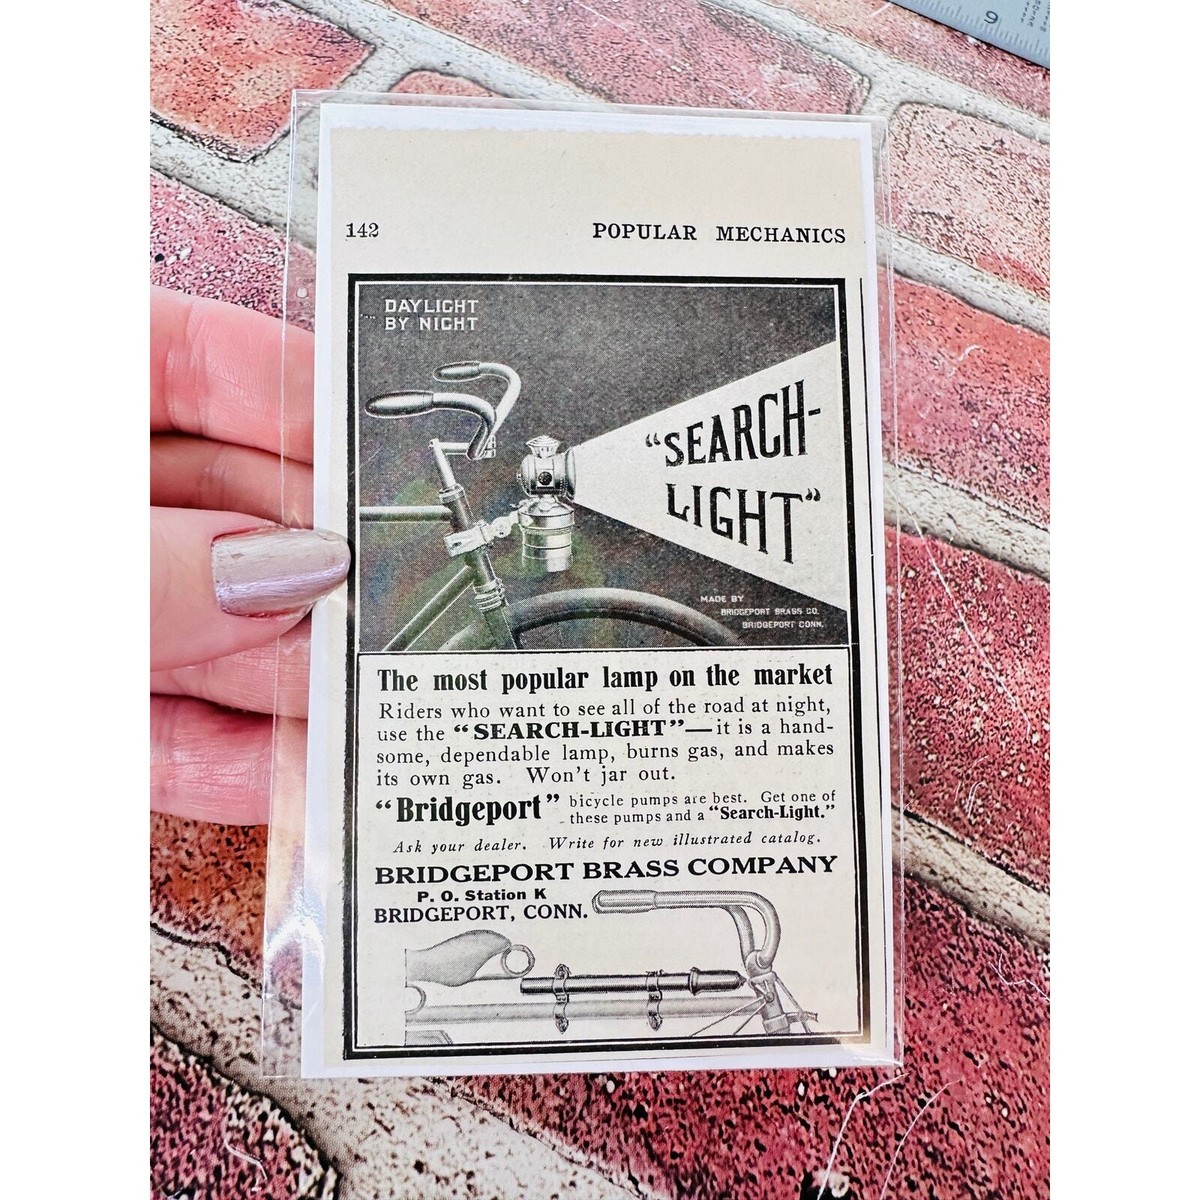 9
142 POPULAR MECHANICS
DAYLIGHT
BY NIGHT
"SEARCH-
LIGHT"
MADE BY
BRIDGEPORT BRASS CO.
BRIDGEPORT CONN.
The most popular lamp on the market
Riders who want to see all of the road at night,
use the "SEARCH-LIGHT"—it is a hand-
some, dependable lamp, burns gas, and makes
its own gas. Won't jar out.
"Bridgeport" bicycle pumps are best. Get one of
these pumps and a "Search-Light."
Ask your dealer. Write for new illustrated catalog.
BRIDGEPORT BRASS COMPANY
P. O. Station K
BRIDGEPORT, CONN.